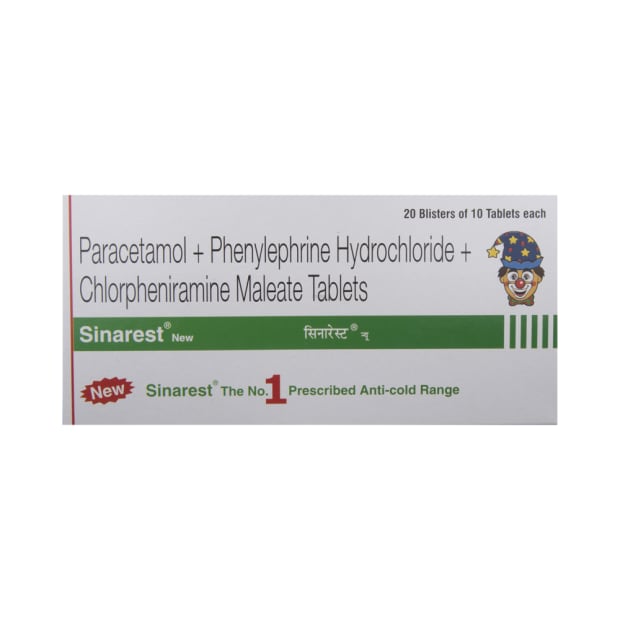 20 Blisters of 10 Tablets each
Paracetamol + Phenylephrine Hydrochloride +
Chlorpheniramine Maleate Tablets
Sinarest® New सिनारेस्ट® न्यू
New Sinarest® The No.1 Prescribed Anti-cold Range